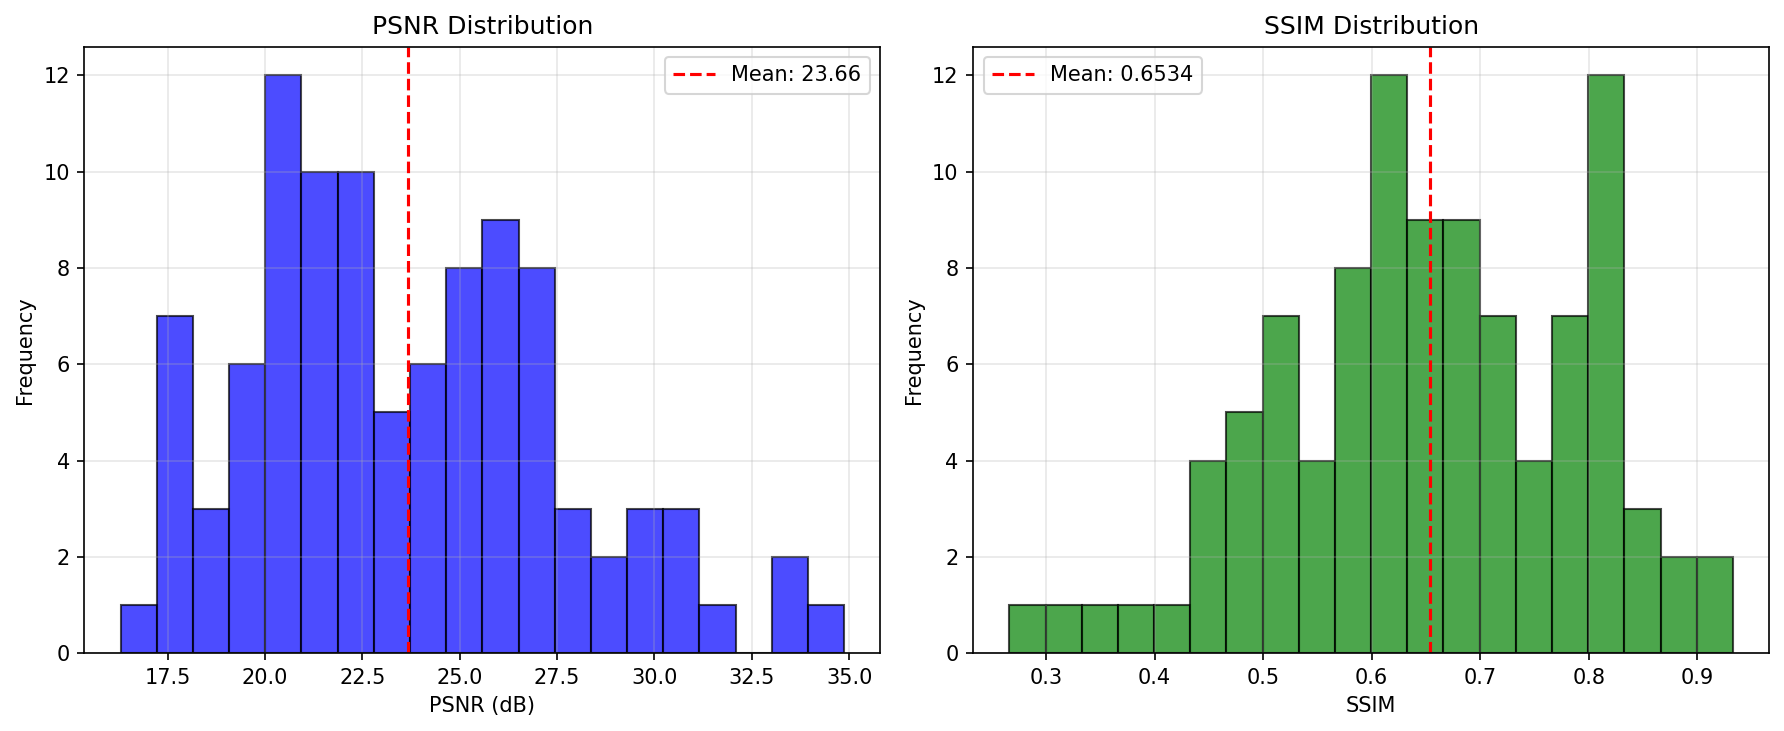 PSNR Distribution
Mean: 23.66
12
10
8
6
4
2
0
Frequency
17.5 20.0 22.5 25.0 27.5 30.0 32.5 35.0
PSNR (dB)
SSIM Distribution
Mean: 0.6534
12
10
8
6
4
2
0
Frequency
0.3 0.4 0.5 0.6 0.7 0.8 0.9
SSIM